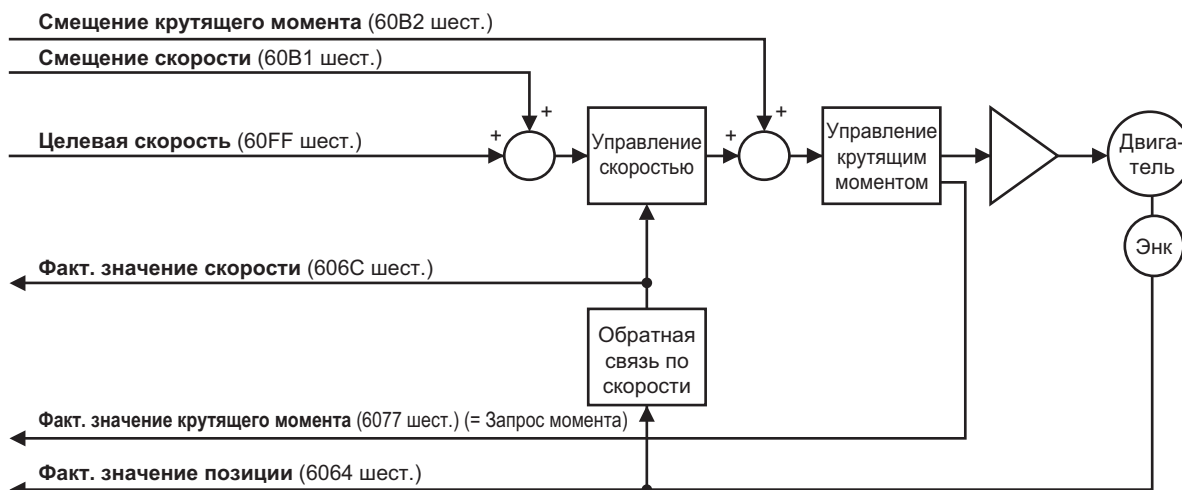 Смещение крутящего момента (60B2 шест.)
Смещение скорости (60B1 шест.)
+
+
Целевая скорость (60FF шест.)
+
Управление
скоростью
+
Управление
крутящим
моментом
Двига-
тель
Энк
Факт. значение скорости (606C шест.)
Обратная
связь по
скорости
Факт. значение крутящего момента (6077 шест.) (= Запрос момента)
Факт. значение позиции (6064 шест.)